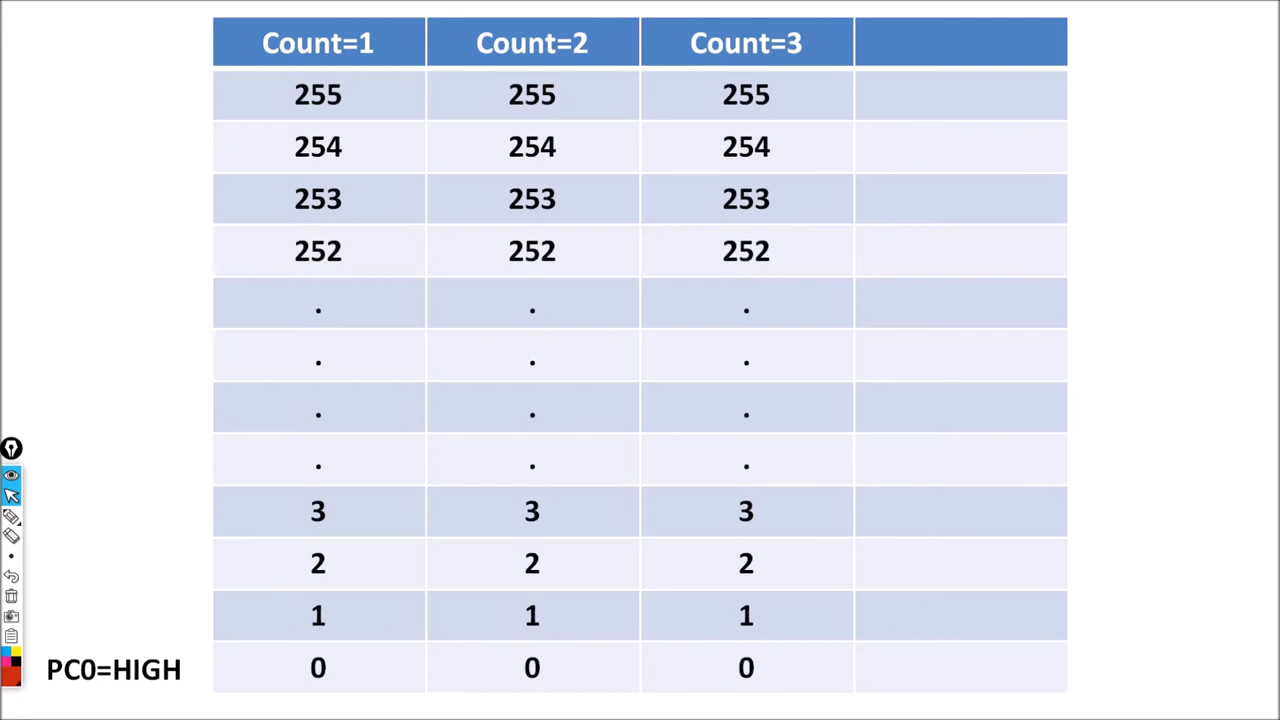 Count=1 Count=2 Count=3
255 255 255
254 254 254
253 253 253
252 252 252
. . .
. . .
. . .
. . .
3 3 3
2 2 2
1 1 1
PC0=HIGH 0 0 0